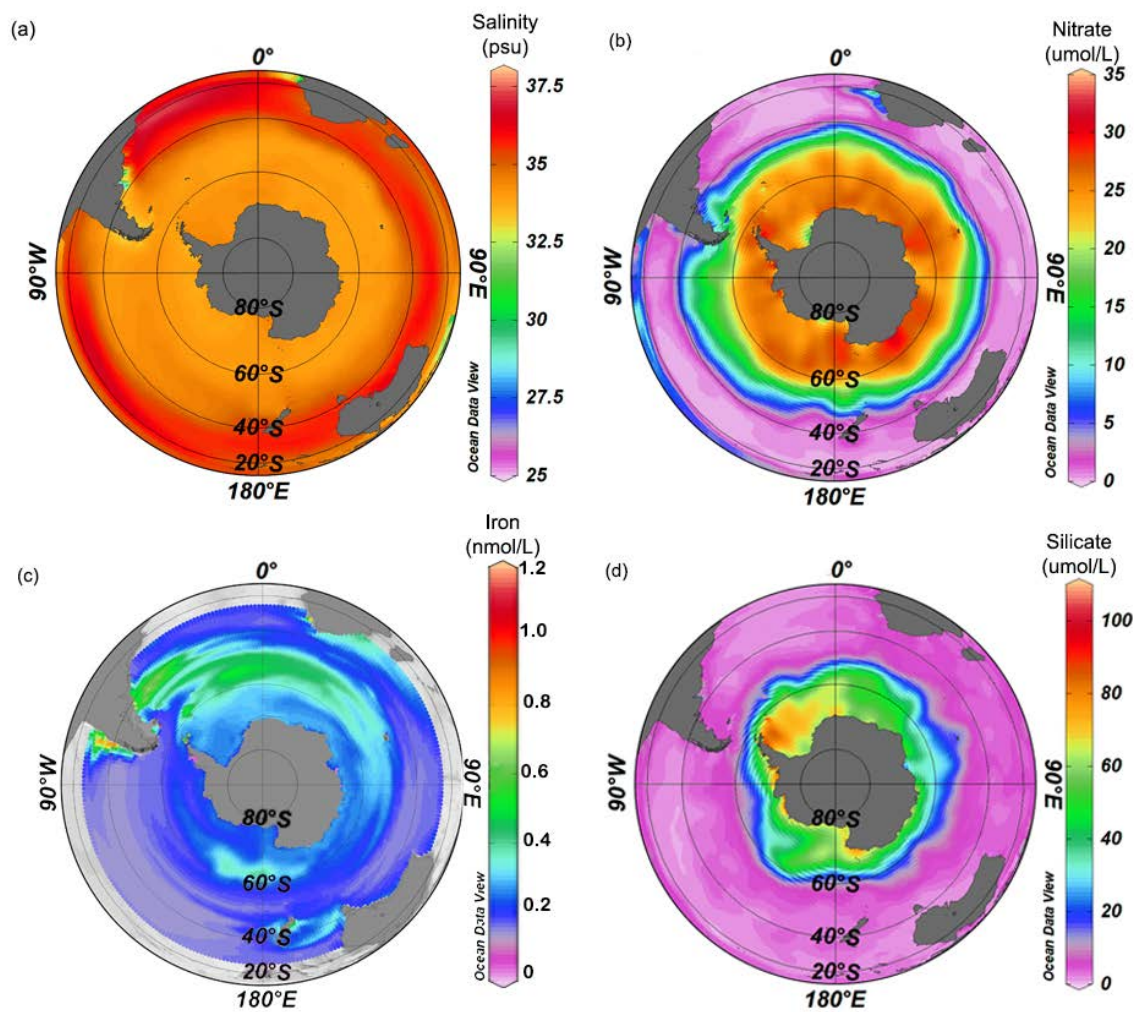 (a)
Salinity
(psu)
0°
37.5
35
32.5
30
27.5
25
90°W
90°E
80°S
60°S
40°S
20°S
180°E
Ocean Data View
(b)
Nitrate
(umol/L)
0°
35
30
25
20
15
10
5
0
90°W
90°E
80°S
60°S
40°S
20°S
180°E
Ocean Data View
(c)
Iron
(nmol/L)
0°
1.2
1.0
0.8
0.6
0.4
0.2
0
90°W
90°E
80°S
60°S
40°S
20°S
180°E
Ocean Data View
(d)
Silicate
(umol/L)
0°
100
80
60
40
20
0
90°W
90°E
80°S
60°S
40°S
20°S
180°E
Ocean Data View